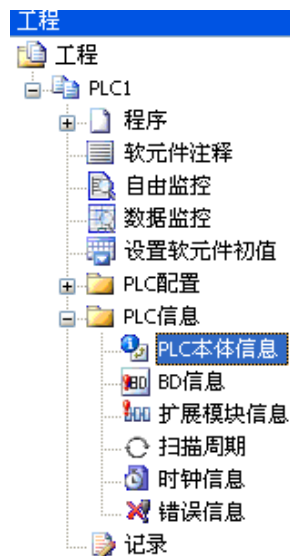 工程
工程
PLC1
程序
软元件注释
自由监控
数据监控
设置软元件初值
PLC配置
PLC信息
PLC本体信息
BD信息
扩展模块信息
扫描周期
时钟信息
错误信息
记录